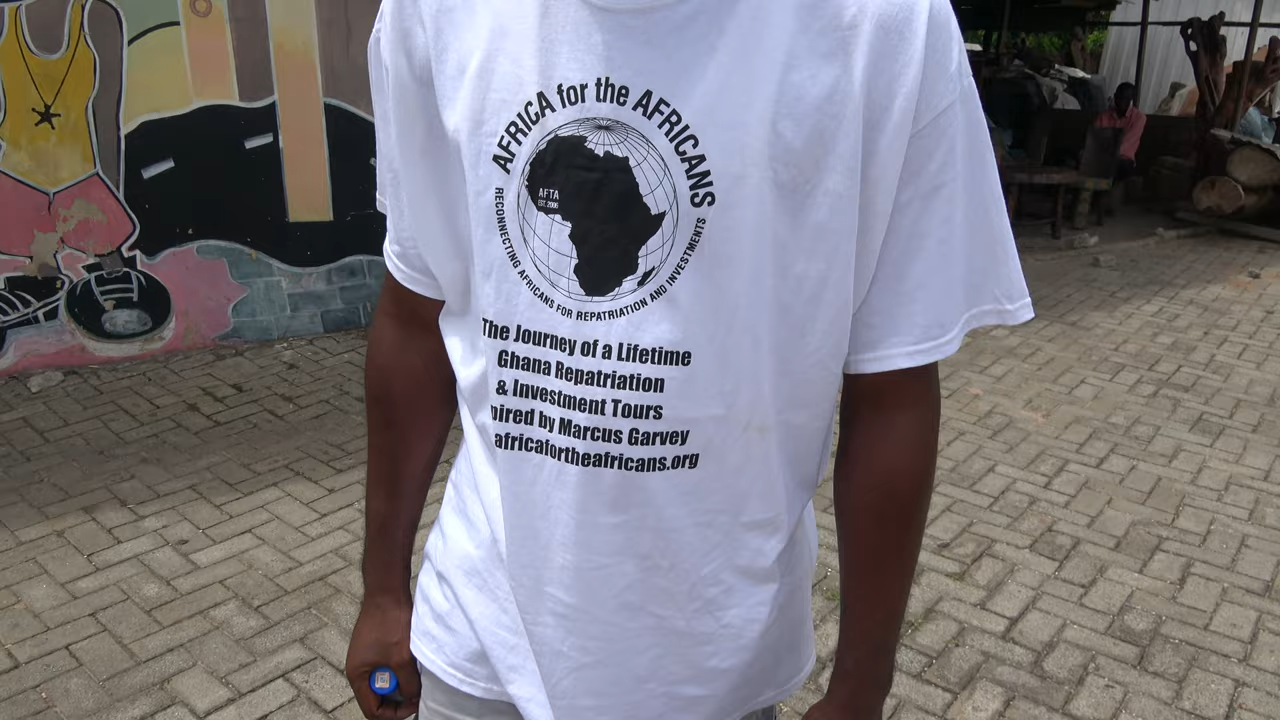 AFRICA for the AFRICANS
AFTA
EST. 2006
RECONNECTING AFRICANS FOR REPATRIATION AND INVESTMENTS
The Journey of a Lifetime
Ghana Repatriation
& Investment Tours
pired by Marcus Garvey
africafortheafricans.org